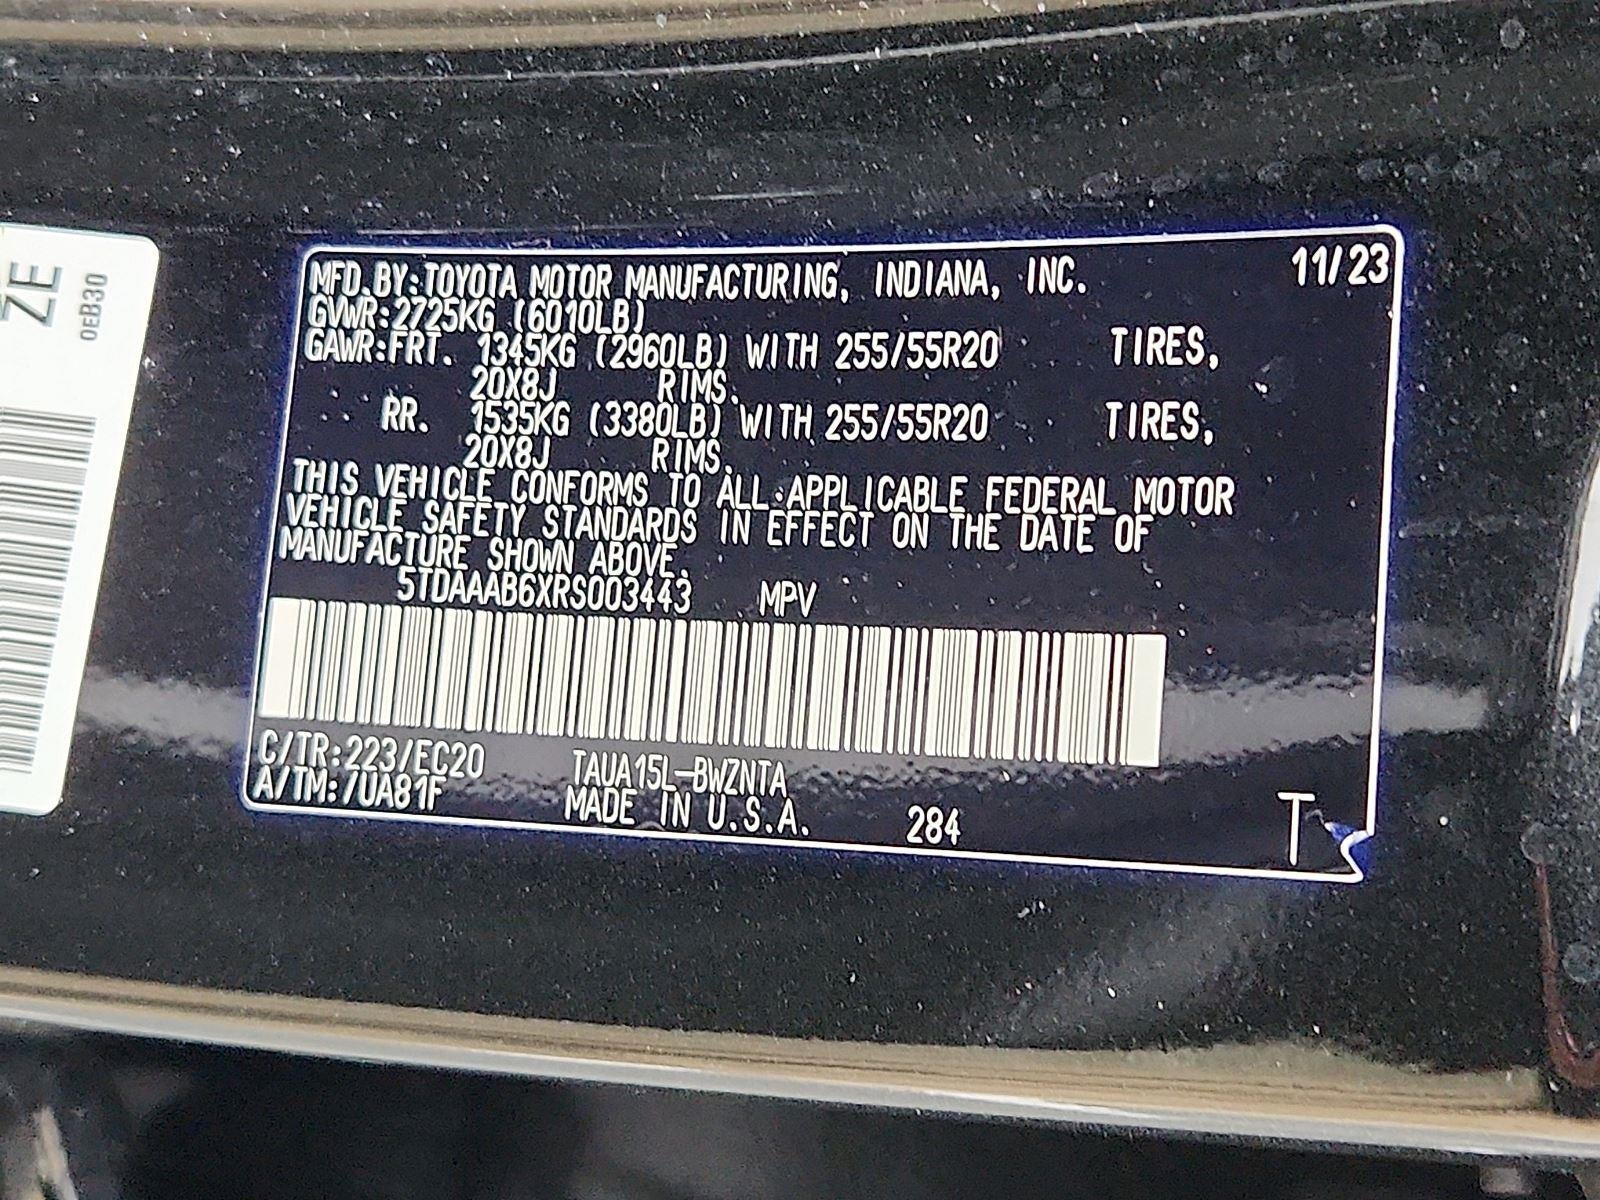 ZE
0EB30
MFD.BY:TOYOTA MOTOR MANUFACTURING, INDIANA, INC. 11/23
GVWR:2725KG (6010LB)
GAWR:FRT. 1345KG (2960LB) WITH 255/55R20 TIRES,
20X8J RIMS.
RR. 1535KG (3380LB) WITH 255/55R20 TIRES,
20X8J RIMS.
THIS VEHICLE CONFORMS TO ALL APPLICABLE FEDERAL MOTOR
VEHICLE SAFETY STANDARDS IN EFFECT ON THE DATE OF
MANUFACTURE SHOWN ABOVE.
5TDAAAB6XRS003443 MPV
C/TR:223/EC20 TAUA15L-BWZNTA
A/TM:/UA81F MADE IN U.S.A. 284 T